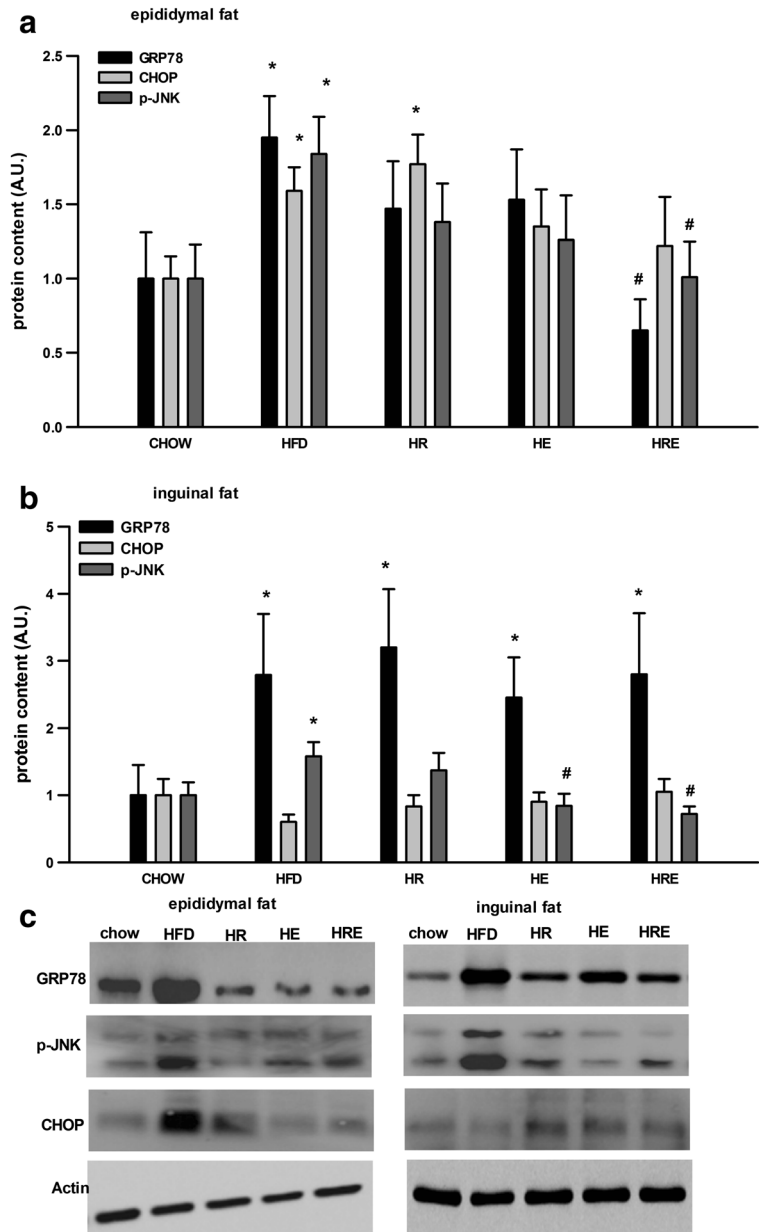 a epididymal fat
GRP78
CHOP
p-JNK
protein content (A.U.)
2.5
2.0
1.5
1.0
0.5
0.0
* * *
*
# #
CHOW HFD HR HE HRE
b inguinal fat
GRP78
CHOP
p-JNK
protein content (A.U.)
5
4
3
2
1
0
* *
*
* #
* #
CHOW HFD HR HE HRE
c epididymal fat inguinal fat
chow HFD HR HE HRE chow HFD HR HE HRE
GRP78
p-JNK
CHOP
Actin